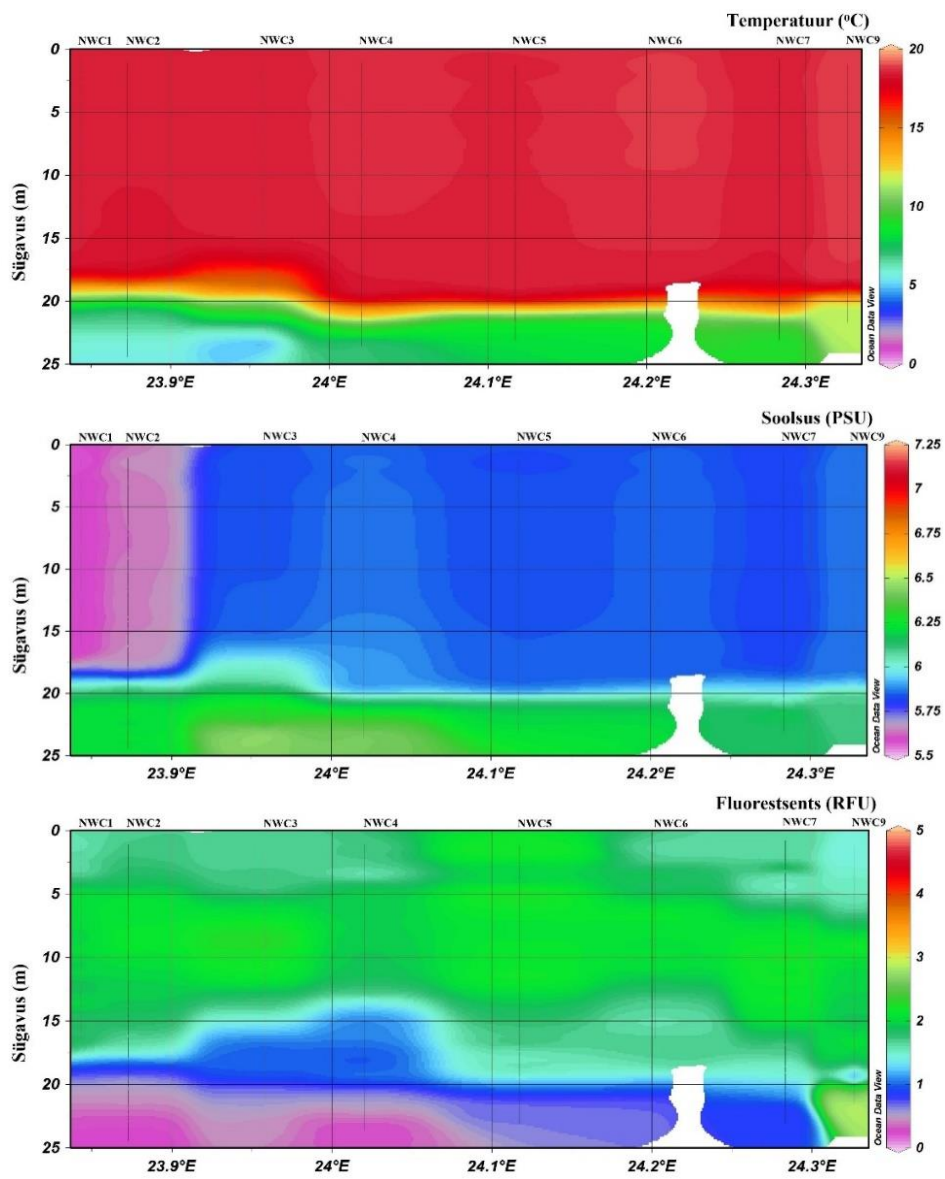 Temperatuur (ºC)
NWC1 NWC2 NWC3 NWC4 NWC5 NWC6 NWC7 NWC9
0
5
10
15
20
25
Sügavus (m)
23.9°E 24°E 24.1°E 24.2°E 24.3°E
20
15
10
5
0
Ocean Data View
Soolsus (PSU)
NWC1 NWC2 NWC3 NWC4 NWC5 NWC6 NWC7 NWC9
0
5
10
15
20
25
Sügavus (m)
23.9°E 24°E 24.1°E 24.2°E 24.3°E
7.25
7
6.75
6.5
6.25
6
5.75
5.5
Ocean Data View
Fluorestsents (RFU)
NWC1 NWC2 NWC3 NWC4 NWC5 NWC6 NWC7 NWC9
0
5
10
15
20
25
Sügavus (m)
23.9°E 24°E 24.1°E 24.2°E 24.3°E
5
4
3
2
1
0
Ocean Data View